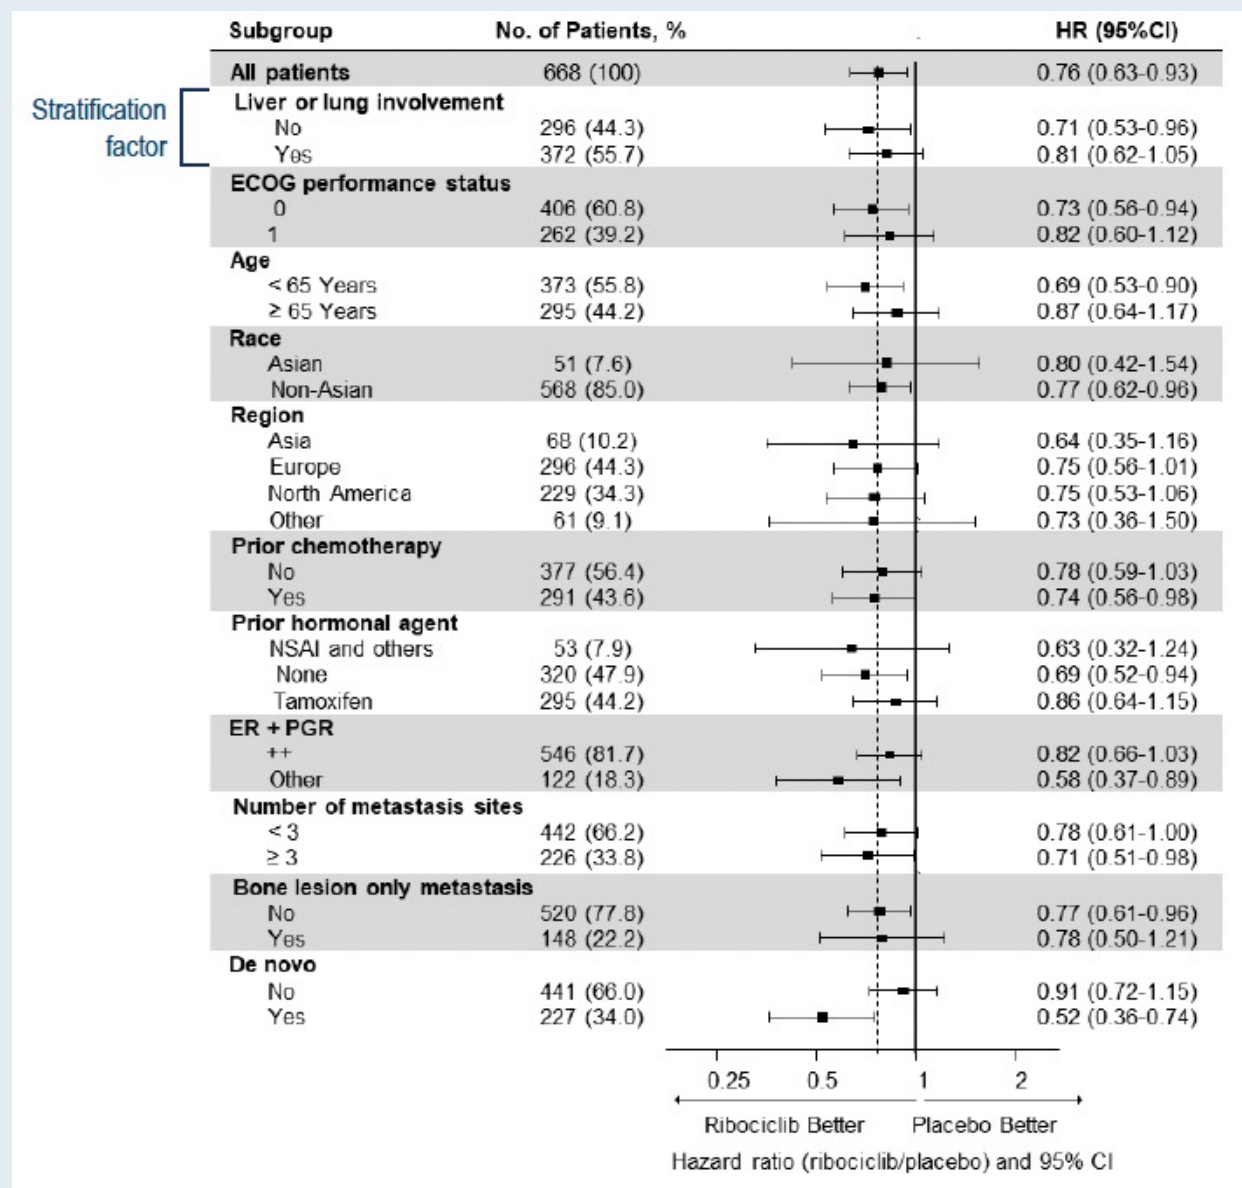 Subgroup No. of Patients, % HR (95%CI)
All patients 668 (100) 0.76 (0.63-0.93)
Stratification factor
Liver or lung involvement
No 296 (44.3) 0.71 (0.53-0.96)
Yes 372 (55.7) 0.81 (0.62-1.05)
ECOG performance status
0 406 (60.8) 0.73 (0.56-0.94)
1 262 (39.2) 0.82 (0.60-1.12)
Age
< 65 Years 373 (55.8) 0.69 (0.53-0.90)
≥ 65 Years 295 (44.2) 0.87 (0.64-1.17)
Race
Asian 51 (7.6) 0.80 (0.42-1.54)
Non-Asian 568 (85.0) 0.77 (0.62-0.96)
Region
Asia 68 (10.2) 0.64 (0.35-1.16)
Europe 296 (44.3) 0.75 (0.56-1.01)
North America 229 (34.3) 0.75 (0.53-1.06)
Other 61 (9.1) 0.73 (0.36-1.50)
Prior chemotherapy
No 377 (56.4) 0.78 (0.59-1.03)
Yes 291 (43.6) 0.74 (0.56-0.98)
Prior hormonal agent
NSAI and others 53 (7.9) 0.63 (0.32-1.24)
None 320 (47.9) 0.69 (0.52-0.94)
Tamoxifen 295 (44.2) 0.86 (0.64-1.15)
ER + PGR
++ 546 (81.7) 0.82 (0.66-1.03)
Other 122 (18.3) 0.58 (0.37-0.89)
Number of metastasis sites
< 3 442 (66.2) 0.78 (0.61-1.00)
≥ 3 226 (33.8) 0.71 (0.51-0.98)
Bone lesion only metastasis
No 520 (77.8) 0.77 (0.61-0.96)
Yes 148 (22.2) 0.78 (0.50-1.21)
De novo
No 441 (66.0) 0.91 (0.72-1.15)
Yes 227 (34.0) 0.52 (0.36-0.74)
0.25 0.5 1 2
Ribociclib Better Placebo Better
Hazard ratio (ribociclib/placebo) and 95% CI